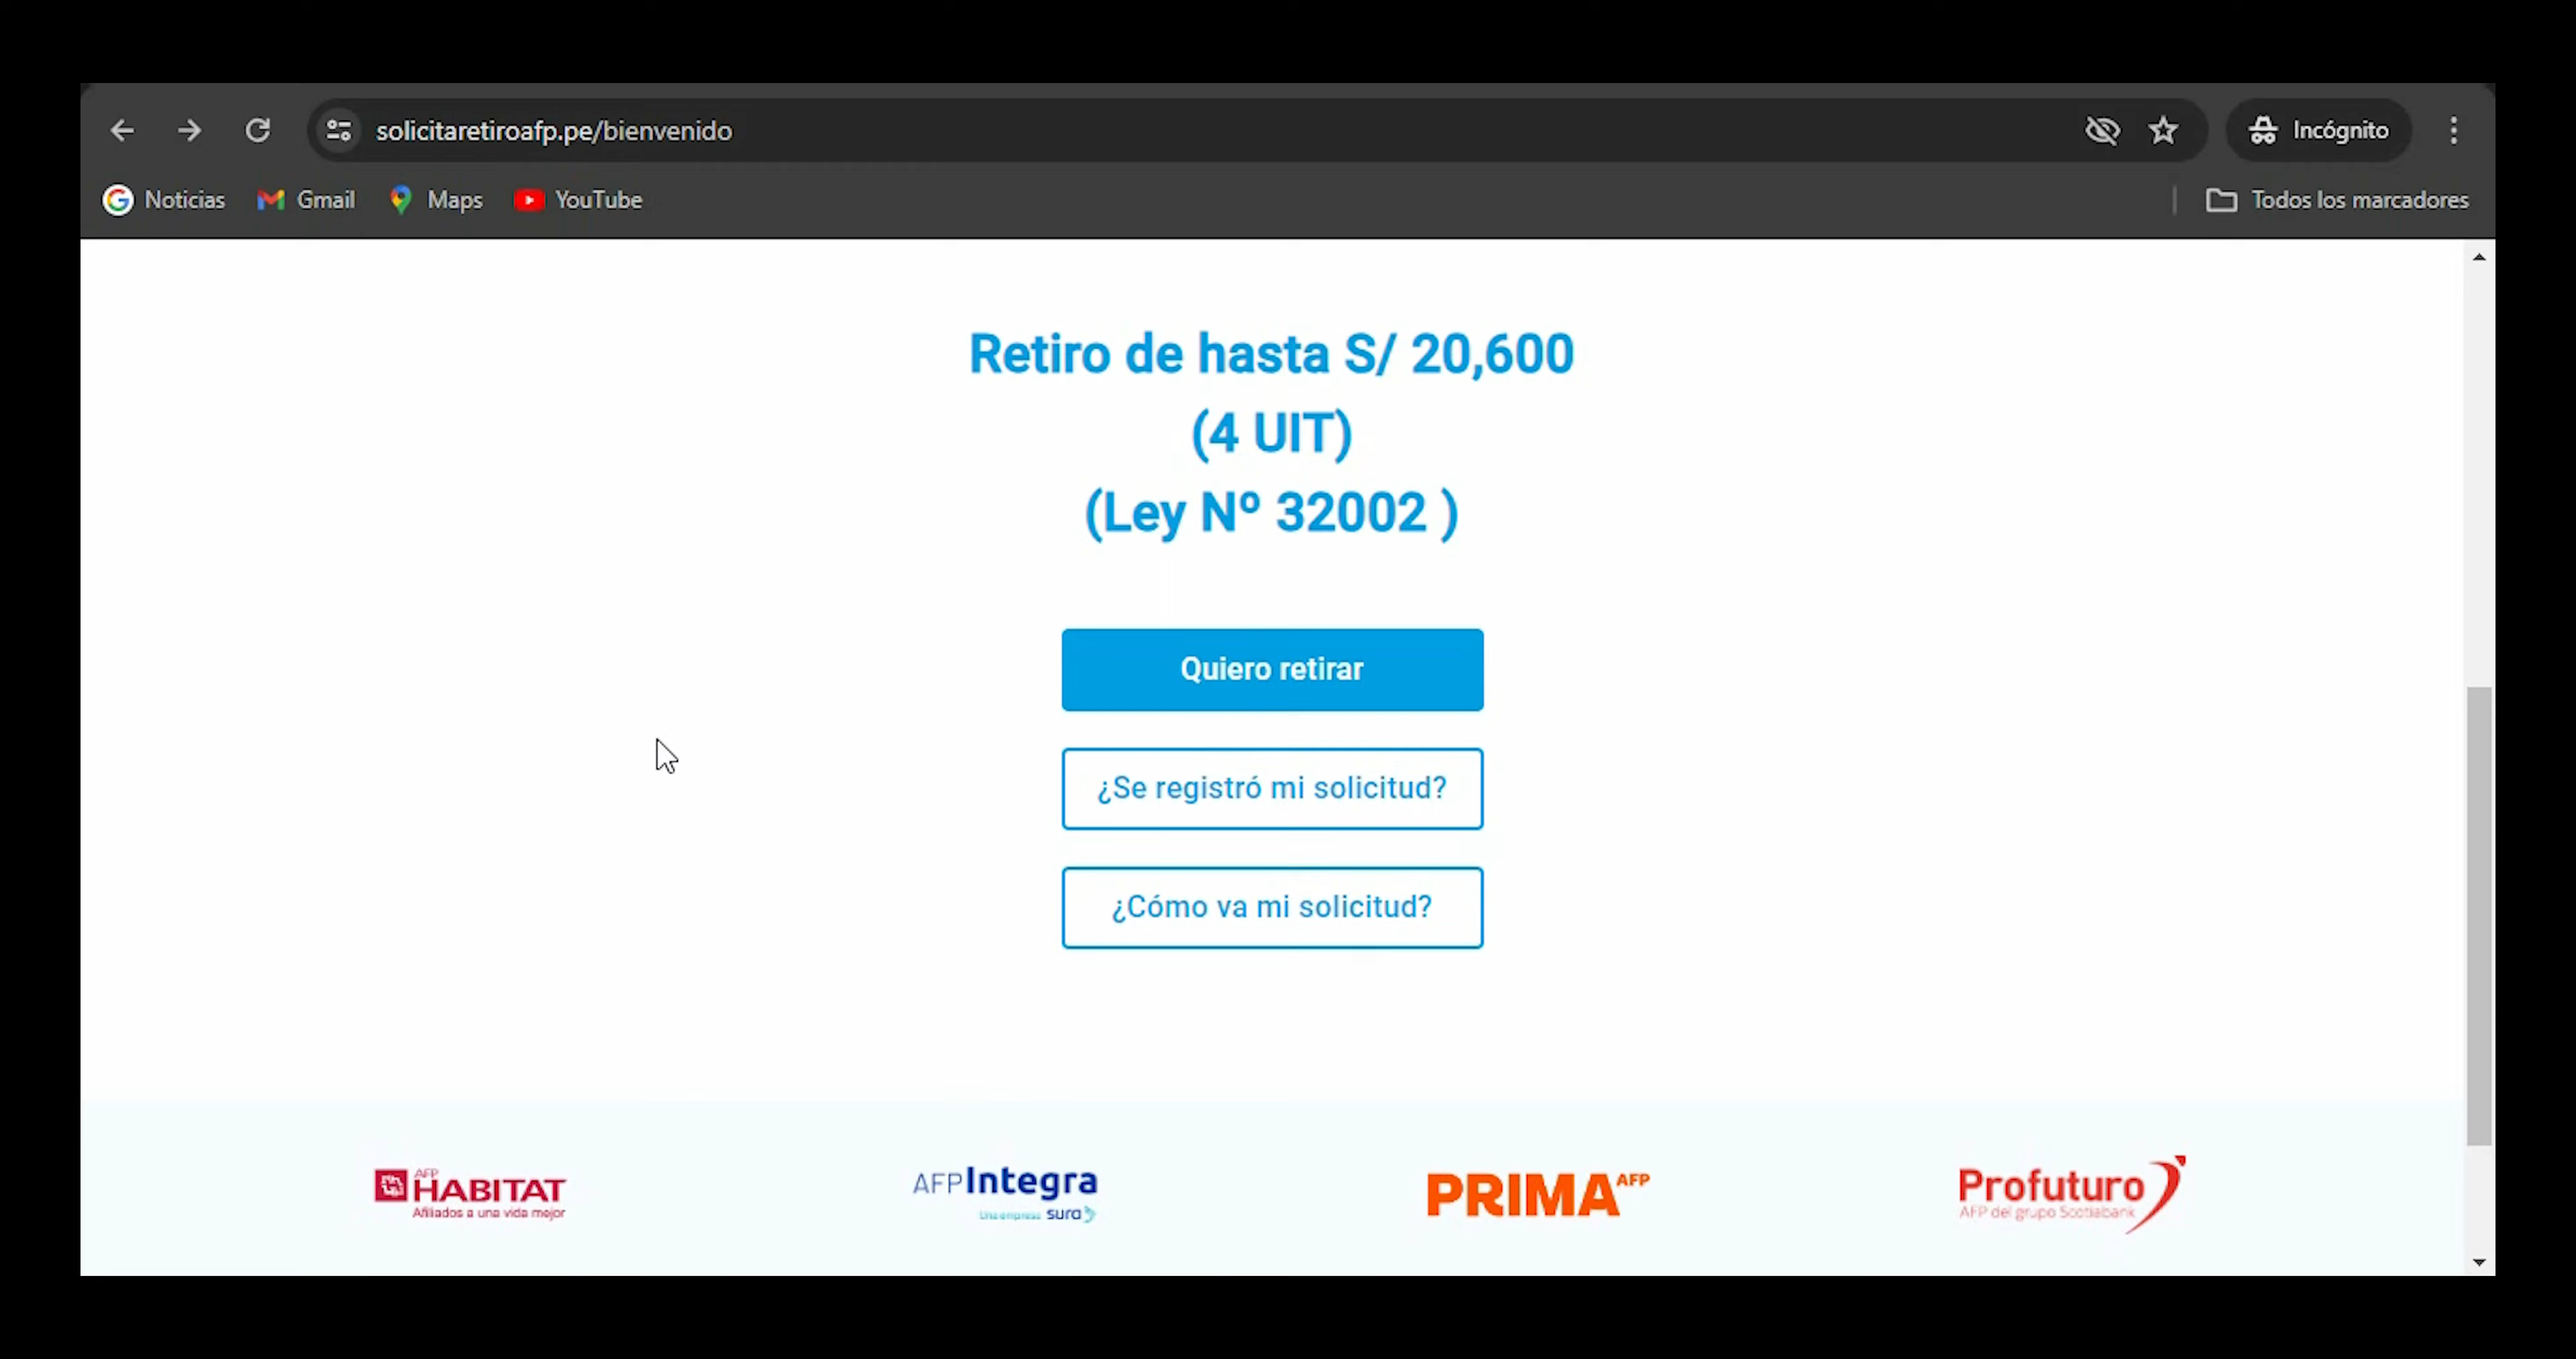 solicitaretiroafp.pe/bienvenido
Incógnito
Noticias
Gmail
Maps
YouTube
Todos los marcadores
Retiro de hasta S/ 20,600
(4 UIT)
(Ley Nº 32002 )
Quiero retirar
¿Se registró mi solicitud?
¿Cómo va mi solicitud?
AFP
HABITAT
Afiliados a una vida mejor
AFP Integra
Una empresa sura
PRIMA AFP
Profuturo
AFP del grupo Scotiabank